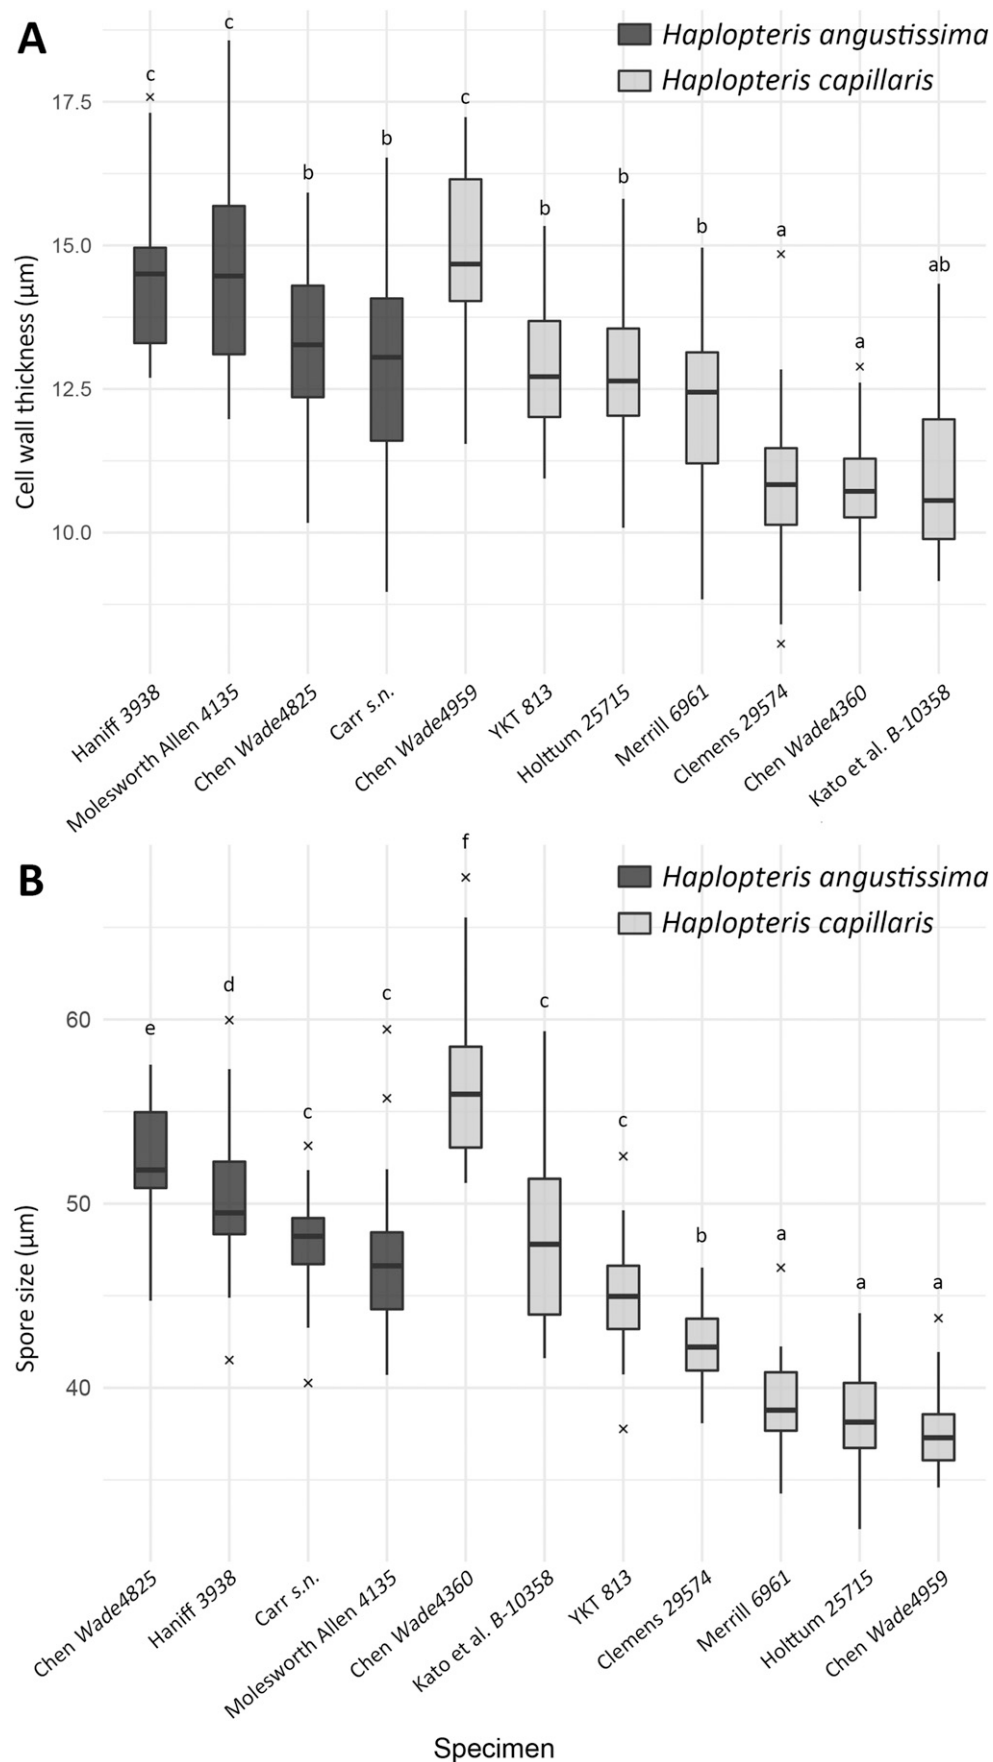 A
Haplopteris angustissima
Haplopteris capillaris
c
c
b
b
c
b
b
b
a
a
ab
17.5
15.0
12.5
10.0
Cell wall thickness (μm)
Haniff 3938
Molesworth Allen 4135
Chen Wade4825
Carr s.n.
Chen Wade4959
YKT 813
Holttum 25715
Merrill 6961
Clemens 29574
Chen Wade4360
Kato et al. B-10358
B
Haplopteris angustissima
Haplopteris capillaris
e
d
c
c
f
c
c
b
a
a
a
60
50
40
Spore size (μm)
Chen Wade4825
Haniff 3938
Carr s.n.
Molesworth Allen 4135
Chen Wade4360
Kato et al. B-10358
YKT 813
Clemens 29574
Merrill 6961
Holttum 25715
Chen Wade4959
Specimen